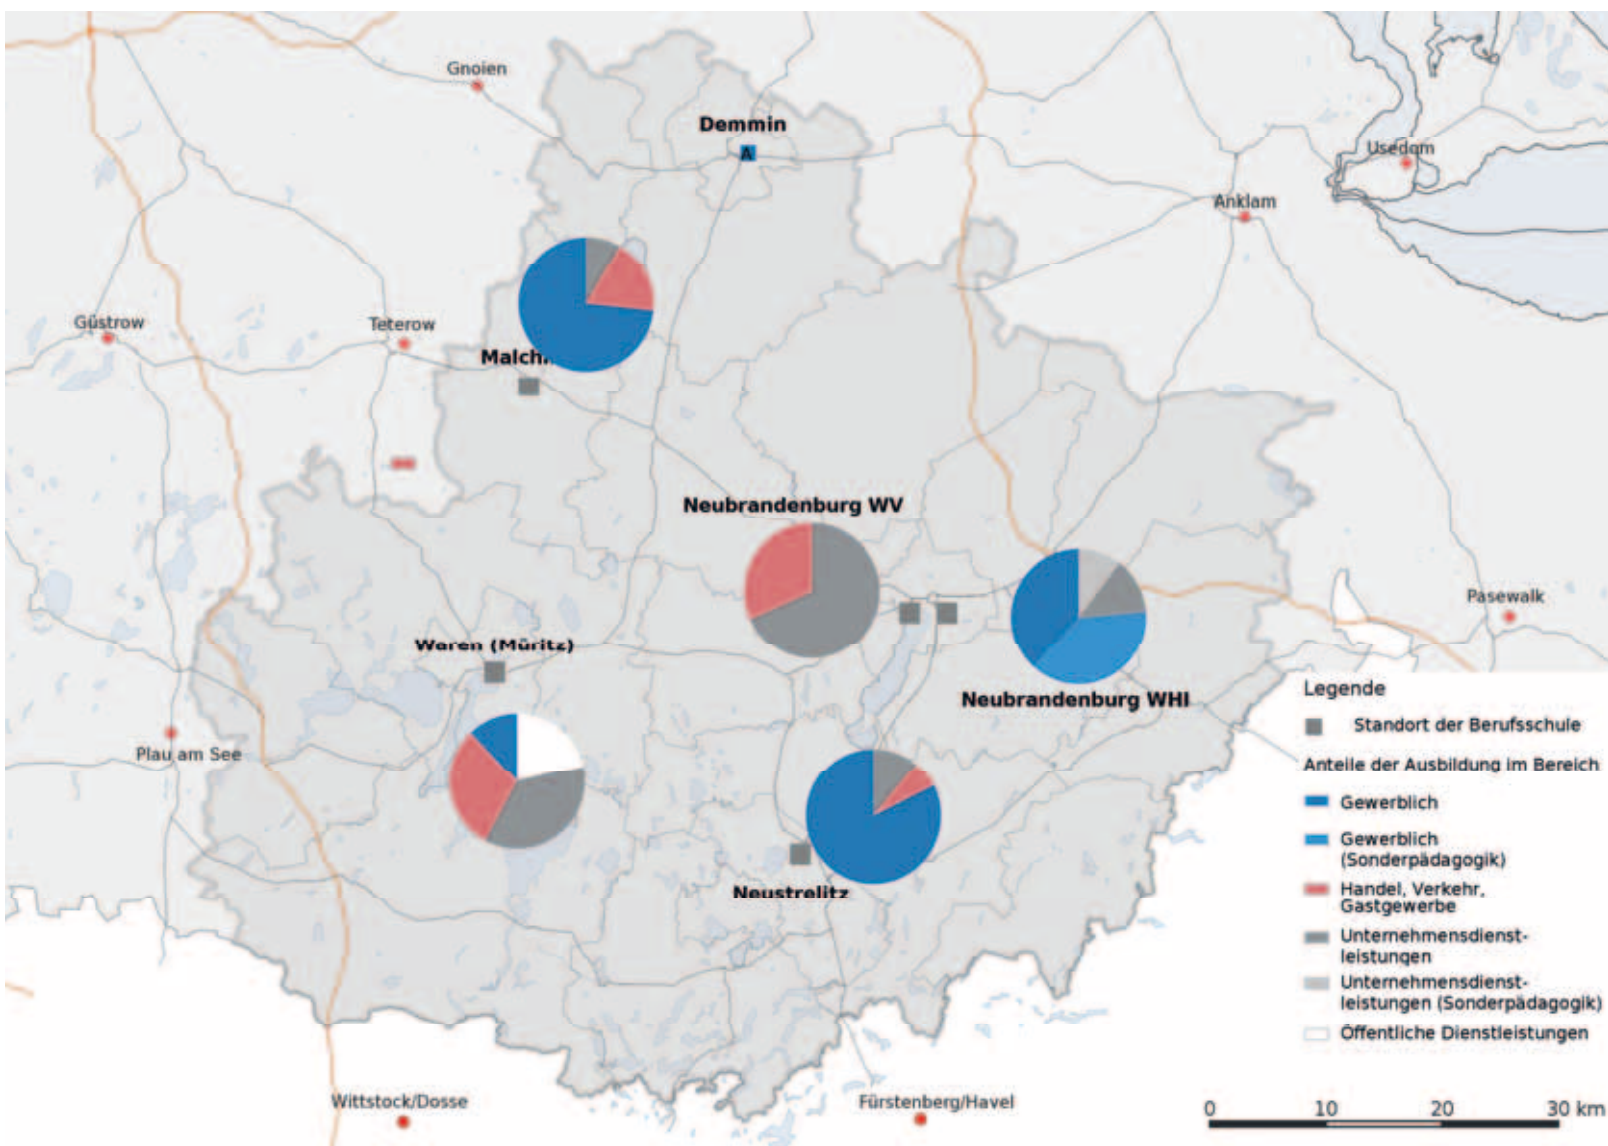 Gnoien
Demmin
A
Usedom
Anklam
Güstrow
Teterow
Neubrandenburg WV
Pasewalk
Waren (Müritz)
Neubrandenburg WHI
Plau am See
Neustrelitz
Wittstock/Dosse
Fürstenberg/Havel
Legende
Standort der Berufsschule
Anteile der Ausbildung im Bereich
Gewerblich
Gewerblich
(Sonderpädagogik)
Handel, Verkehr,
Gastgewerbe
Unternehmensdienst-
leistungen
Unternehmensdienst-
leistungen (Sonderpädagogik)
Öffentliche Dienstleistungen
0 10 20 30 km